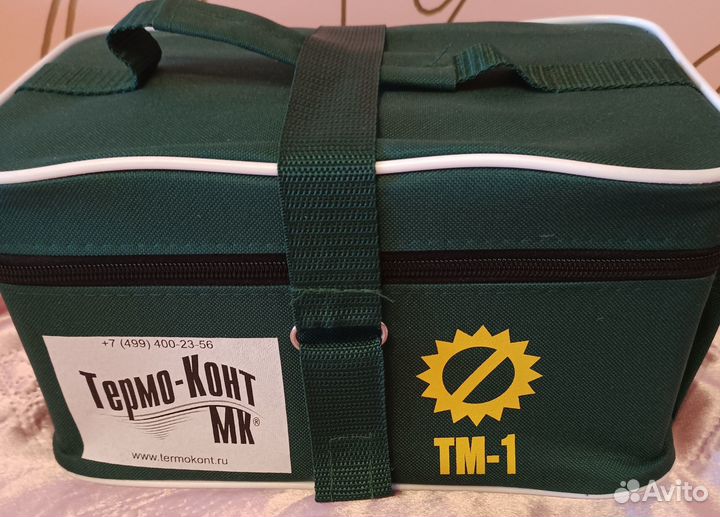 +7 (499) 400-23-56
Термо-Конт
МК®
www.termokont.ru
ТМ-1
Avito